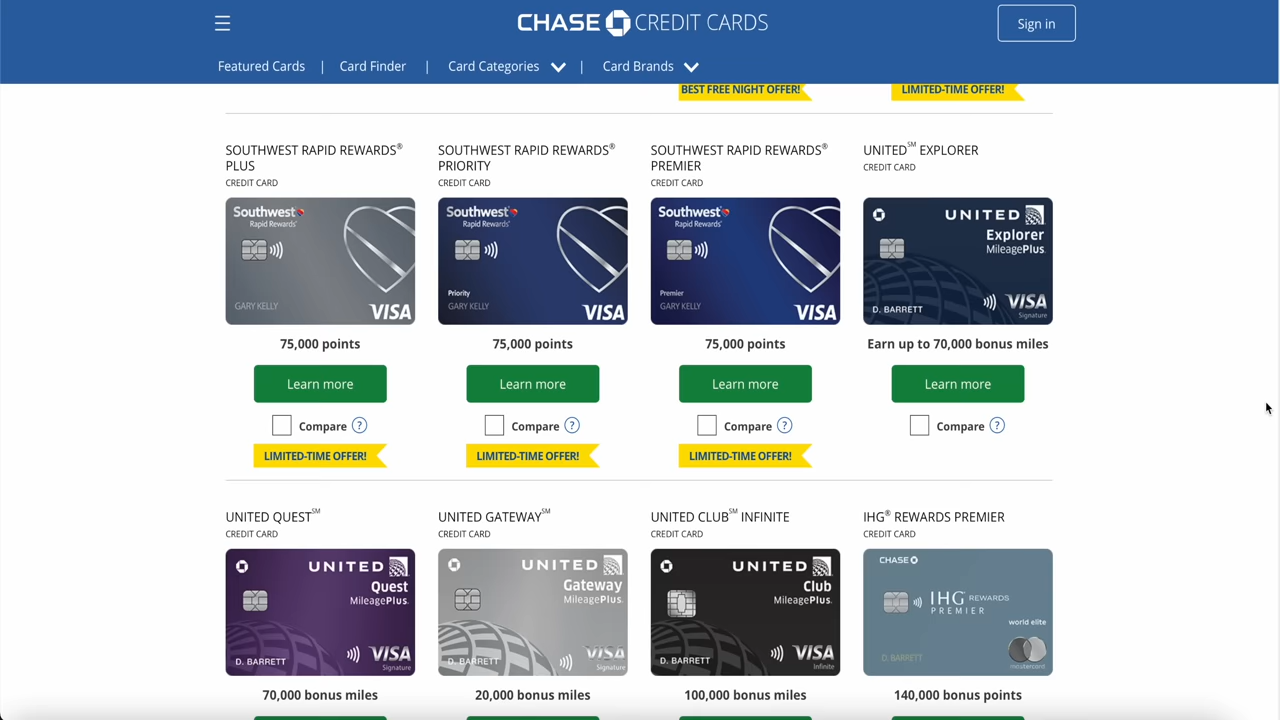 CHASE CREDIT CARDS
Sign in
Featured Cards | Card Finder | Card Categories | Card Brands
BEST FREE NIGHT OFFER! LIMITED-TIME OFFER!
SOUTHWEST RAPID REWARDS®
PLUS
CREDIT CARD
Southwest
Rapid Rewards®
GARY KELLY
VISA
75,000 points
Learn more
Compare ?
LIMITED-TIME OFFER!
SOUTHWEST RAPID REWARDS®
PRIORITY
CREDIT CARD
Southwest
Rapid Rewards®
Priority
GARY KELLY
VISA
75,000 points
Learn more
Compare ?
LIMITED-TIME OFFER!
SOUTHWEST RAPID REWARDS®
PREMIER
CREDIT CARD
Southwest
Rapid Rewards®
Premier
GARY KELLY
VISA
75,000 points
Learn more
Compare ?
LIMITED-TIME OFFER!
UNITED℠ EXPLORER
CREDIT CARD
UNITED
Explorer
MileagePlus.
D. BARRETT
VISA
Signature
Earn up to 70,000 bonus miles
Learn more
Compare ?
UNITED QUEST℠
CREDIT CARD
UNITED
Quest
MileagePlus.
D. BARRETT
VISA
Signature
70,000 bonus miles
UNITED GATEWAY℠
CREDIT CARD
UNITED
Gateway
MileagePlus.
D. BARRETT
VISA
Signature
20,000 bonus miles
UNITED CLUB℠ INFINITE
CREDIT CARD
UNITED
Club
MileagePlus.
D. BARRETT
VISA
Infinite
100,000 bonus miles
IHG® REWARDS PREMIER
CREDIT CARD
CHASE
IHG® REWARDS
PREMIER
world elite
D. BARRETT
mastercard
140,000 bonus points